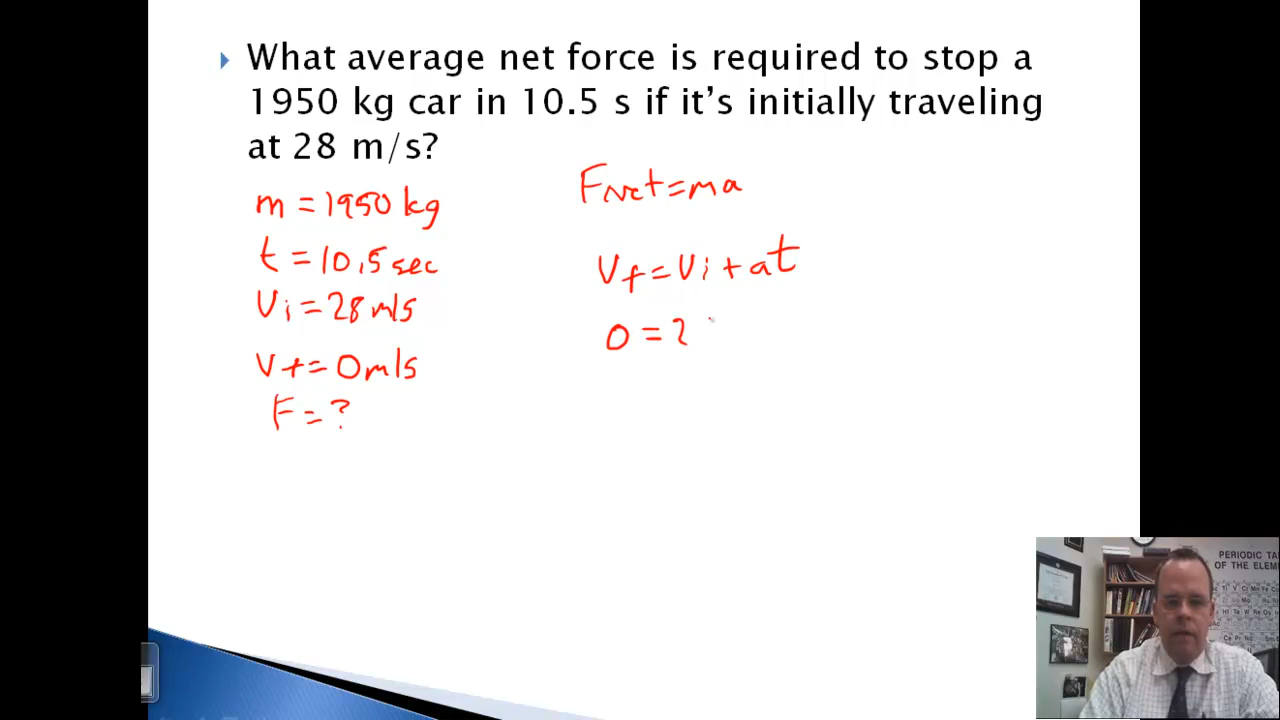 What average net force is required to stop a
1950 kg car in 10.5 s if it's initially traveling
at 28 m/s?
m = 1950 kg
t = 10.5 sec
Vi = 28 m/s
Vf = 0 m/s
F = ?
Fnet = ma
Vf = Vi + at
0 = 2
PERIODIC TA
OF THE ELEM